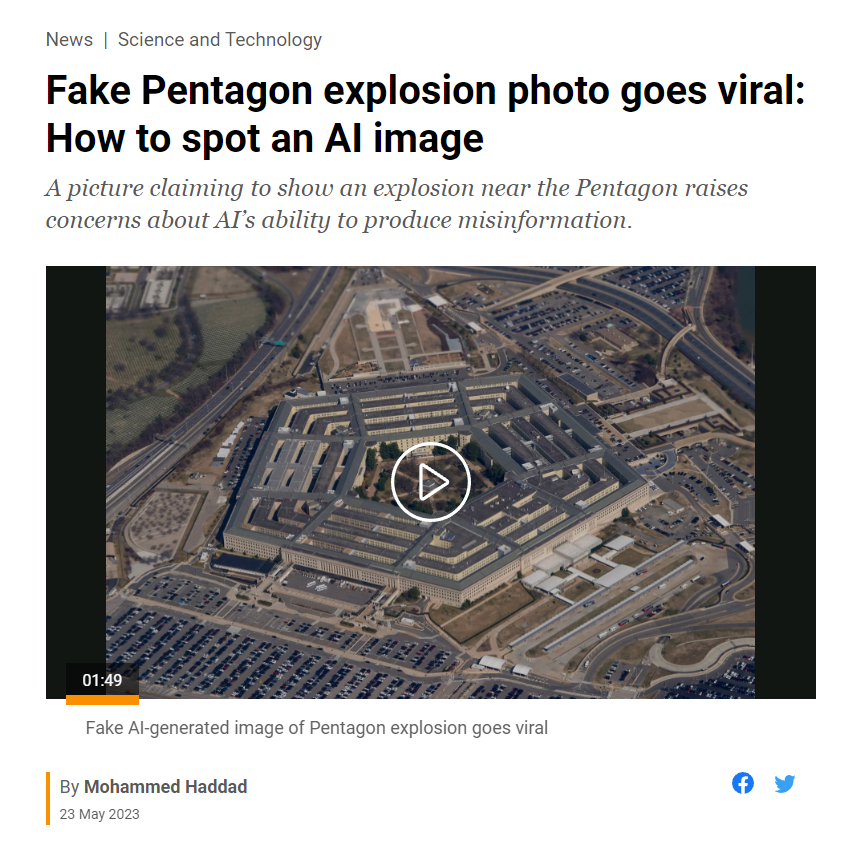 News | Science and Technology
Fake Pentagon explosion photo goes viral:
How to spot an AI image
A picture claiming to show an explosion near the Pentagon raises
concerns about AI’s ability to produce misinformation.
01:49
Fake AI-generated image of Pentagon explosion goes viral
By Mohammed Haddad
23 May 2023